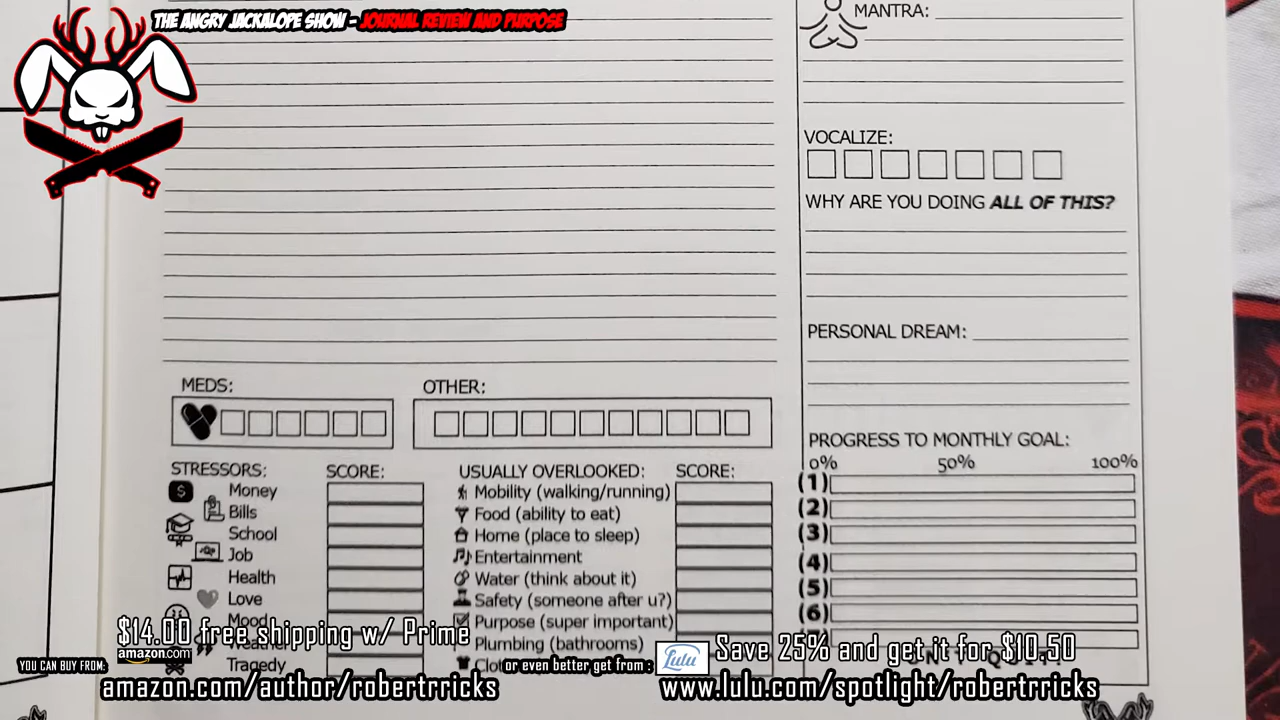 THE ANGRY JACKALOPE SHOW - JOURNAL REVIEW AND PURPOSE
MANTRA:
VOCALIZE:
WHY ARE YOU DOING ALL OF THIS?
PERSONAL DREAM:
MEDS:
OTHER:
PROGRESS TO MONTHLY GOAL:
0% 50% 100%
(1)
(2)
(3)
(4)
(5)
(6)
STRESSORS: SCORE:
Money
Bills
School
Job
Health
Love
Mood
Weather
Tragedy
USUALLY OVERLOOKED: SCORE:
Mobility (walking/running)
Food (ability to eat)
Home (place to sleep)
Entertainment
Water (think about it)
Safety (someone after u?)
Purpose (super important)
Plumbing (bathrooms)
$14.00 free shipping w/ Prime
YOU CAN BUY FROM: amazon.com
amazon.com/author/robertrricks
or even better get from: Lulu
Save 25% and get it for $10.50
www.lulu.com/spotlight/robertrricks